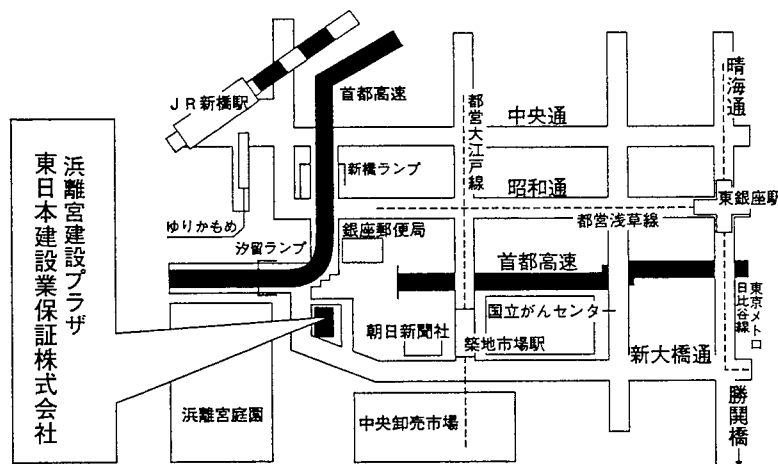 JR新橋駅
首都高速
都営大江戸線
中央通
晴海通
新橋ランプ
昭和通
東銀座駅
都営浅草線
ゆりかもめ
汐留ランプ
銀座郵便局
首都高速
浜離宮建設プラザ
東日本建設業保証株式会社
朝日新聞社
国立がんセンター
築地市場駅
東京メトロ
日比谷線
新大橋通
浜離宮庭園
中央卸売市場
勝鬨橋